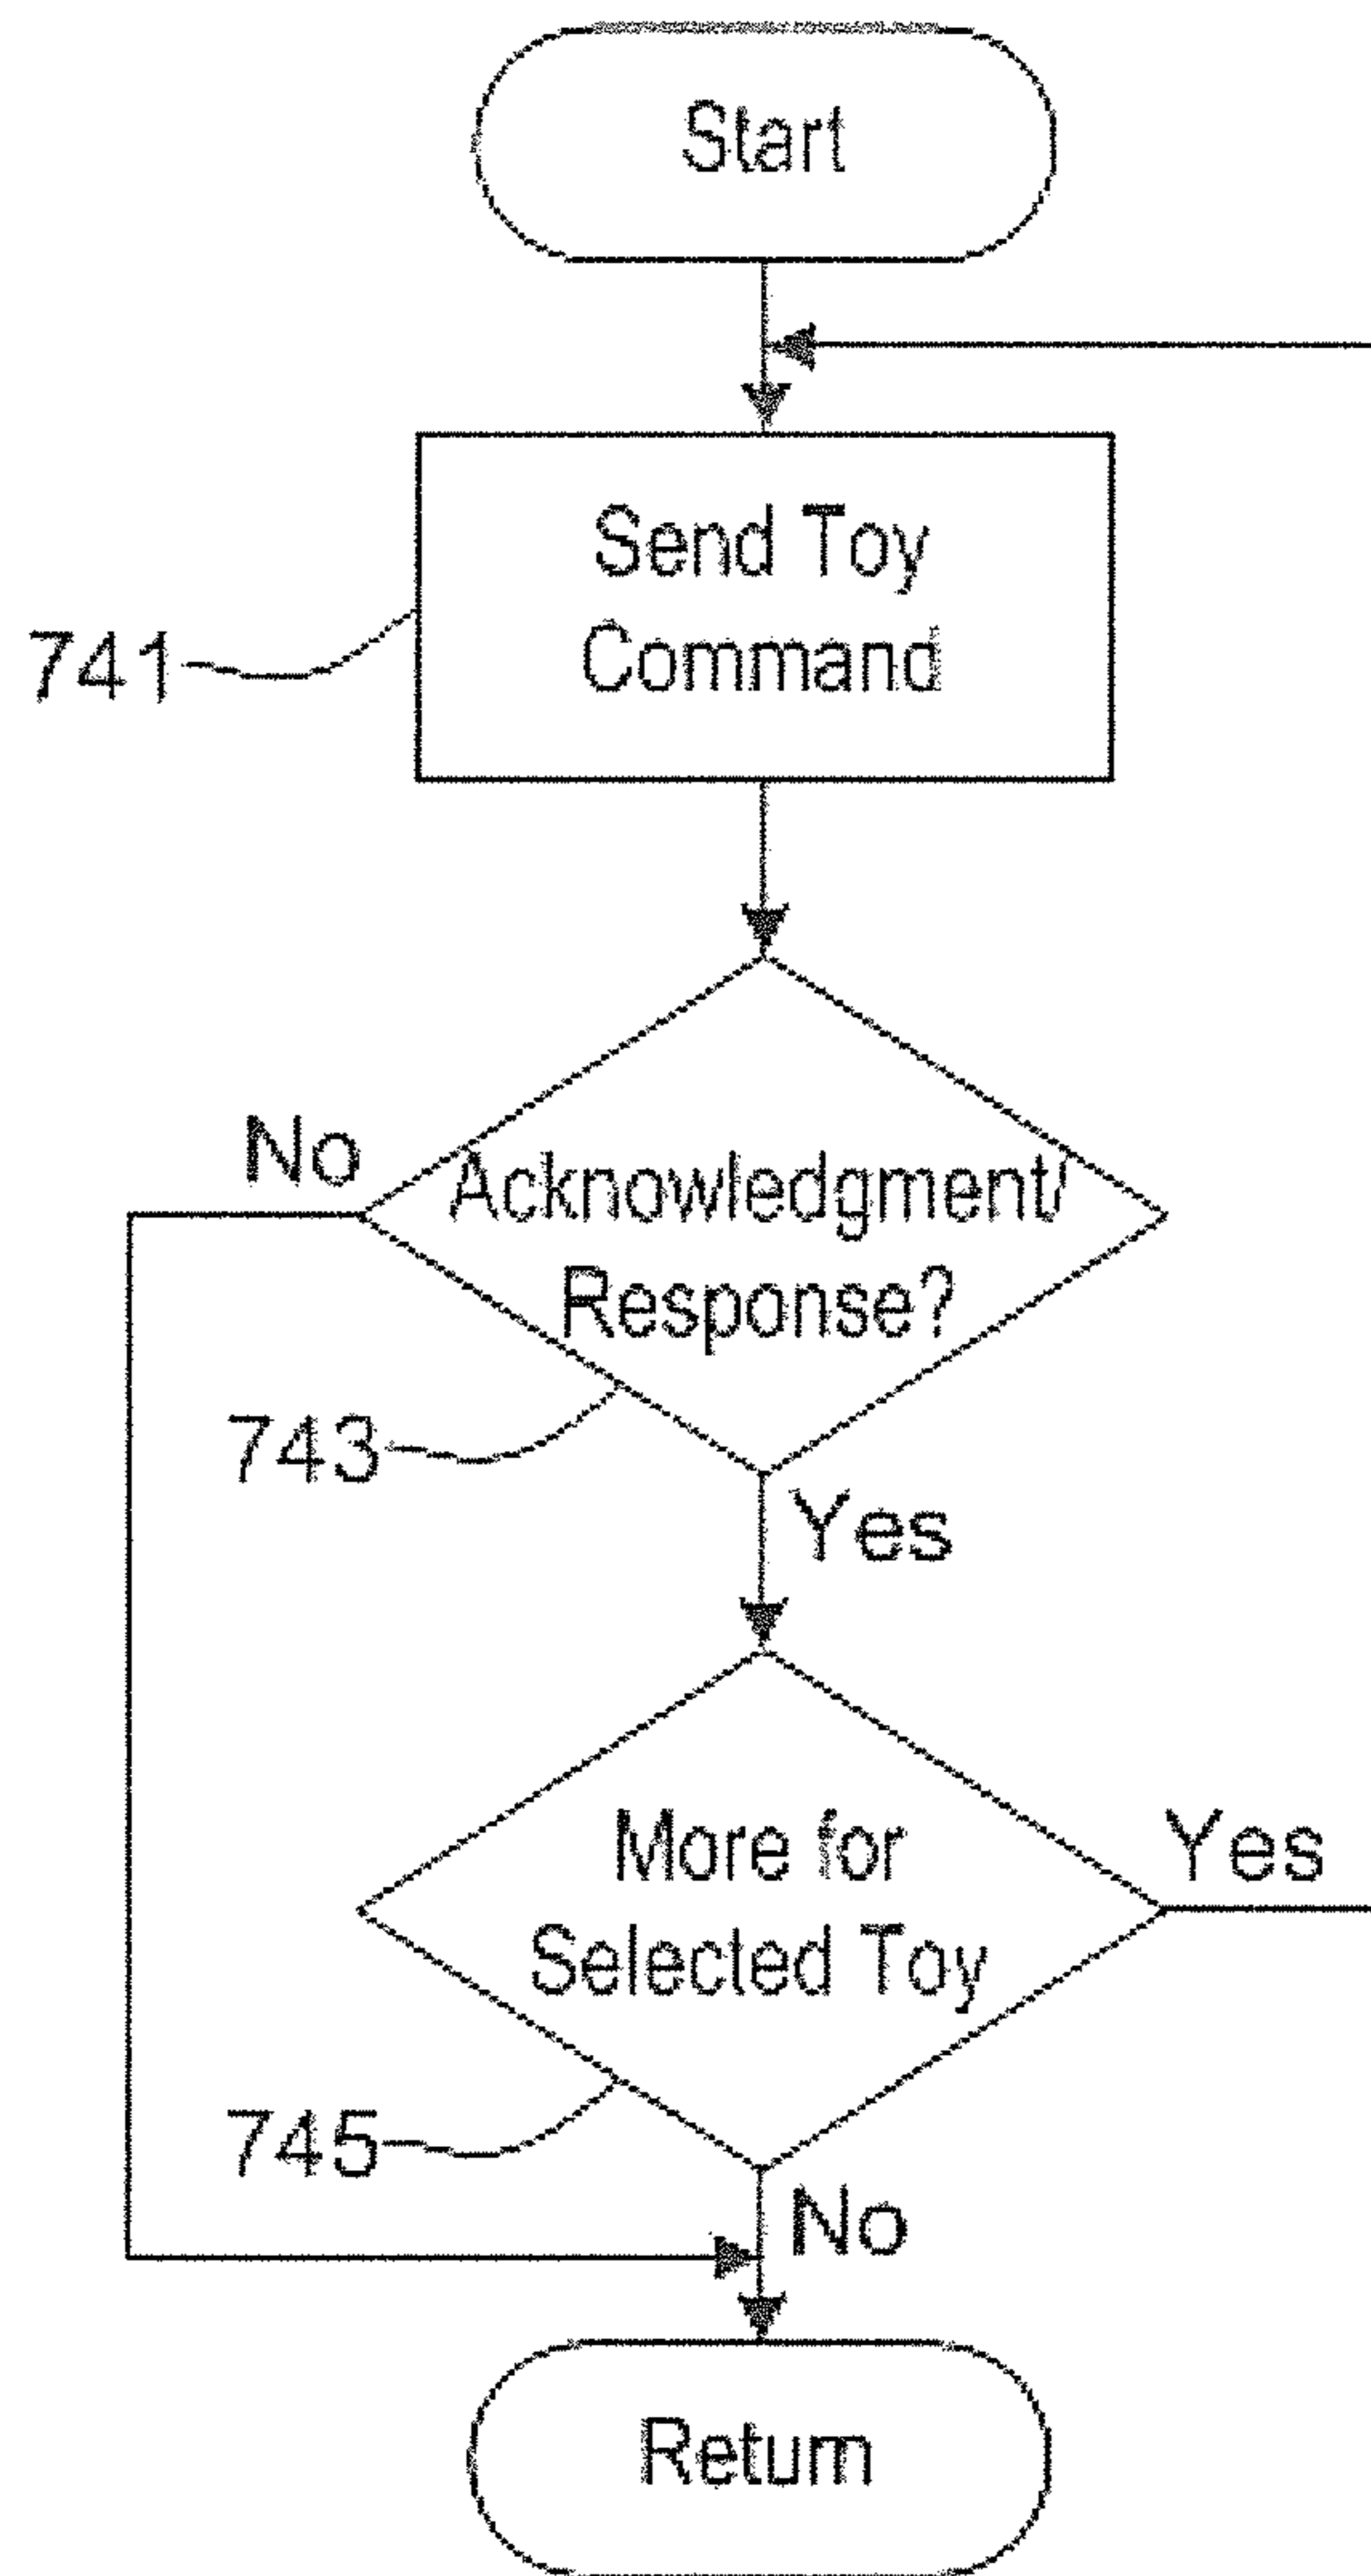 Start
Send Toy
Command
741
No
Acknowledgment/
Response?
743
Yes
More for
Selected Toy
Yes
745
No
Return